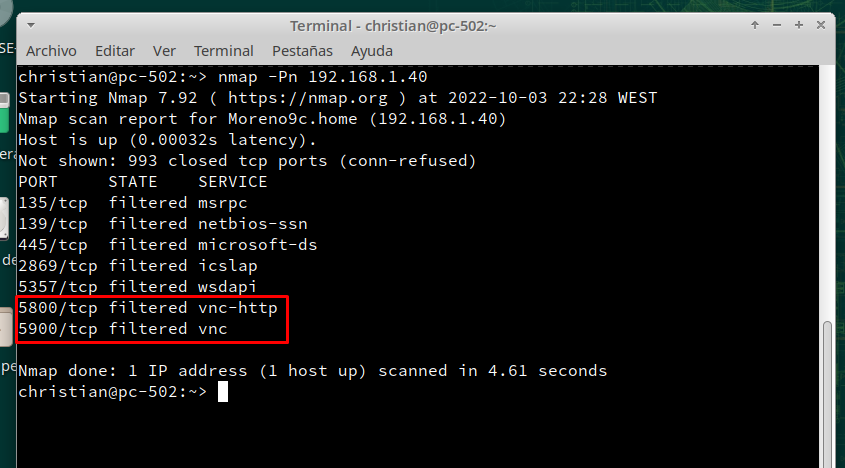 Terminal - christian@pc-502:~
Archivo Editar Ver Terminal Pestañas Ayuda
christian@pc-502:~> nmap -Pn 192.168.1.40
Starting Nmap 7.92 ( https://nmap.org ) at 2022-10-03 22:28 WEST
Nmap scan report for Moreno9c.home (192.168.1.40)
Host is up (0.00032s latency).
Not shown: 993 closed tcp ports (conn-refused)
PORT     STATE    SERVICE
135/tcp  filtered msrpc
139/tcp  filtered netbios-ssn
445/tcp  filtered microsoft-ds
2869/tcp filtered icslap
5357/tcp filtered wsdapi
5800/tcp filtered vnc-http
5900/tcp filtered vnc
Nmap done: 1 IP address (1 host up) scanned in 4.61 seconds
christian@pc-502:~>